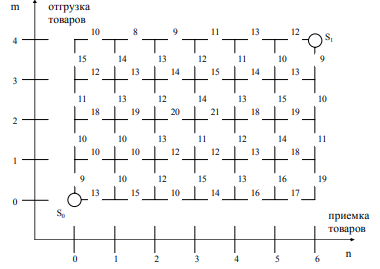 m отгрузка
товаров
4 10 8 9 11 13 12 S₁
15 14 13 12 11 10 9
3 12 13 14 15 14 13
11 13 12 14 13 15 10
2 18 19 20 21 18 19
10 10 13 11 12 14 11
1 10 10 12 12 13 18
9 10 12 15 13 16 19
0 13 15 10 14 16 17
S₀
приемка
товаров
0 1 2 3 4 5 6 n